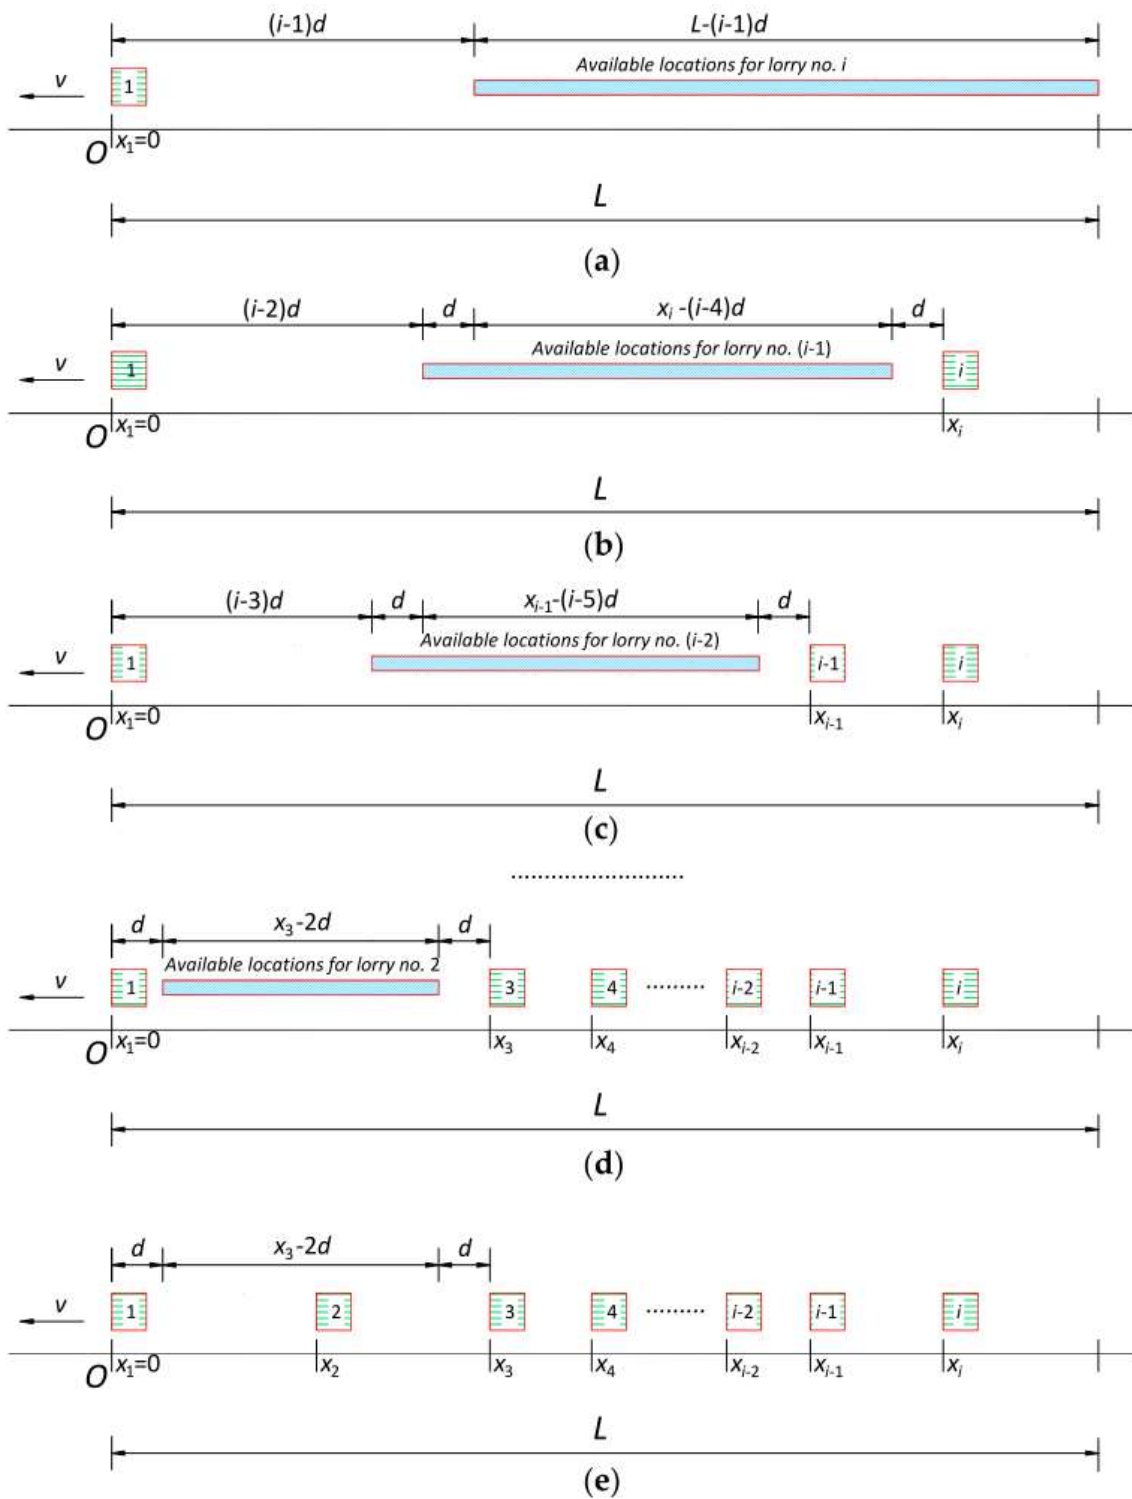 (i-1)d L-(i-1)d
Available locations for lorry no. i
v 1
O x₁=0
L
(a)
(i-2)d d xᵢ -(i-4)d d
Available locations for lorry no. (i-1)
v 1 i
O x₁=0 xᵢ
L
(b)
(i-3)d d xᵢ₋₁-(i-5)d d
Available locations for lorry no. (i-2)
v 1 i-1 i
O x₁=0 xᵢ₋₁ xᵢ
L
(c)
..........................
d x₃-2d d
Available locations for lorry no. 2
v 1 3 4 ......... i-2 i-1 i
O x₁=0 x₃ x₄ xᵢ₋₂ xᵢ₋₁ xᵢ
L
(d)
d x₃-2d d
v 1 2 3 4 ......... i-2 i-1 i
O x₁=0 x₂ x₃ x₄ xᵢ₋₂ xᵢ₋₁ xᵢ
L
(e)